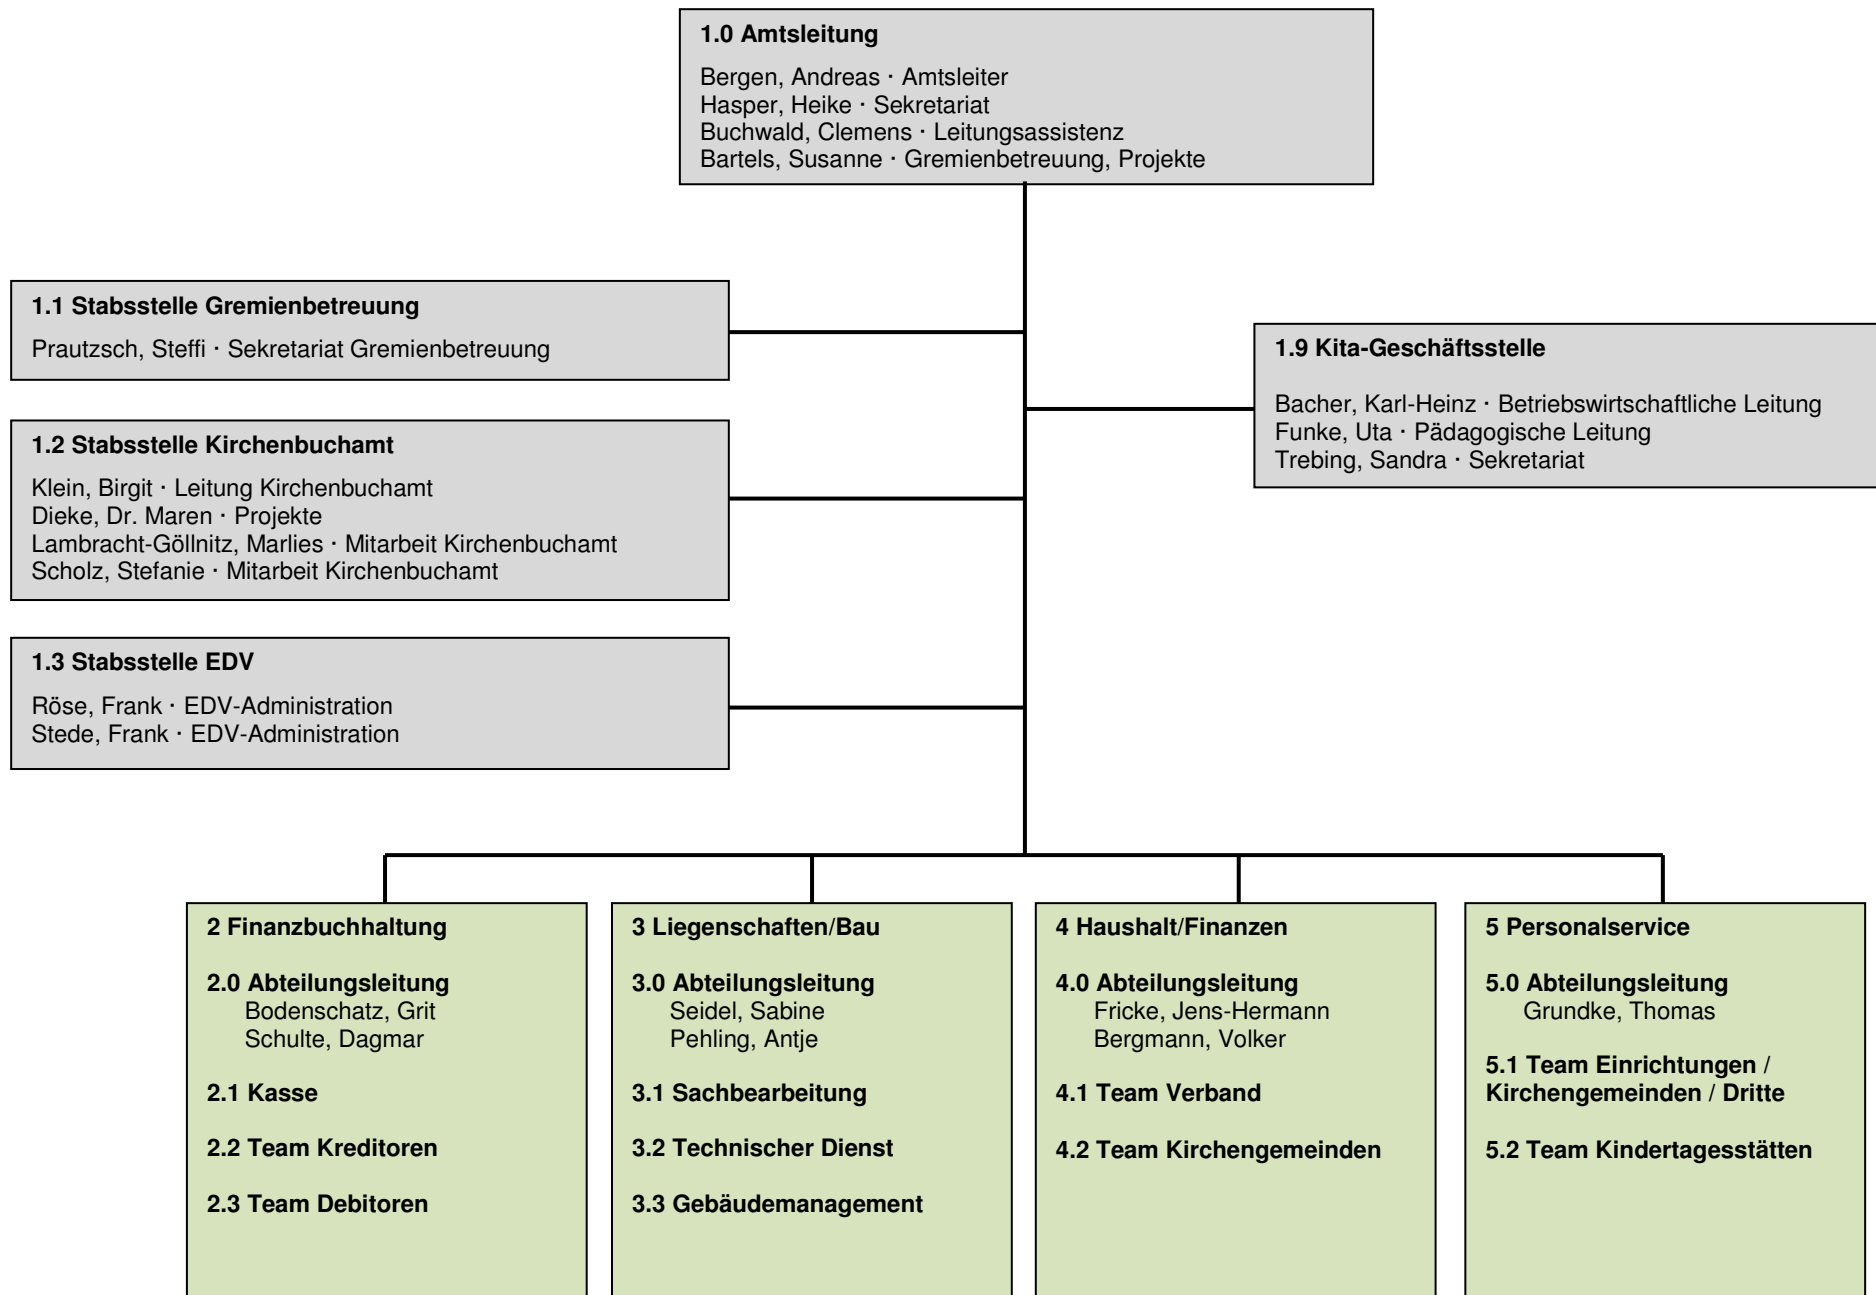 1.0 Amtsleitung
Bergen, Andreas · Amtsleiter
Hasper, Heike · Sekretariat
Buchwald, Clemens · Leitungsassistenz
Bartels, Susanne · Gremienbetreuung, Projekte
1.1 Stabsstelle Gremienbetreuung
Prautzsch, Steffi · Sekretariat Gremienbetreuung
1.9 Kita-Geschäftsstelle
Bacher, Karl-Heinz · Betriebswirtschaftliche Leitung
Funke, Uta · Pädagogische Leitung
Trebing, Sandra · Sekretariat
1.2 Stabsstelle Kirchenbuchamt
Klein, Birgit · Leitung Kirchenbuchamt
Dieke, Dr. Maren · Projekte
Lambracht-Göllnitz, Marlies · Mitarbeit Kirchenbuchamt
Scholz, Stefanie · Mitarbeit Kirchenbuchamt
1.3 Stabsstelle EDV
Röse, Frank · EDV-Administration
Stede, Frank · EDV-Administration
2 Finanzbuchhaltung
2.0 Abteilungsleitung
Bodenschatz, Grit
Schulte, Dagmar
2.1 Kasse
2.2 Team Kreditoren
2.3 Team Debitoren
3 Liegenschaften/Bau
3.0 Abteilungsleitung
Seidel, Sabine
Pehling, Antje
3.1 Sachbearbeitung
3.2 Technischer Dienst
3.3 Gebäudemanagement
4 Haushalt/Finanzen
4.0 Abteilungsleitung
Fricke, Jens-Hermann
Bergmann, Volker
4.1 Team Verband
4.2 Team Kirchengemeinden
5 Personalservice
5.0 Abteilungsleitung
Grundke, Thomas
5.1 Team Einrichtungen /
Kirchengemeinden / Dritte
5.2 Team Kindertagesstätten